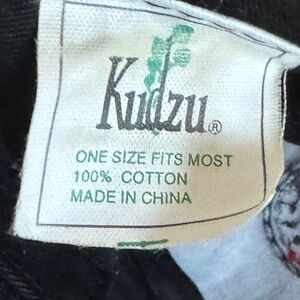 Kudzu®
ONE SIZE FITS MOST
100% COTTON
MADE IN CHINA